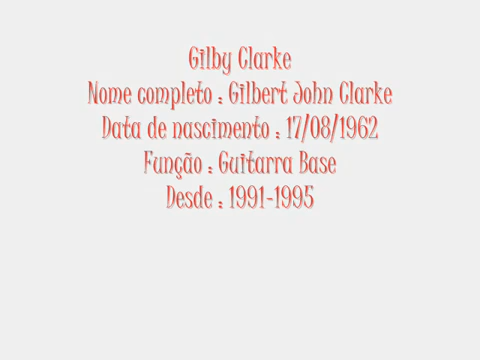 Gilby Clarke
Nome completo : Gilbert John Clarke
Data de nascimento : 17/08/1962
Função : Guitarra Base
Desde : 1991-1995